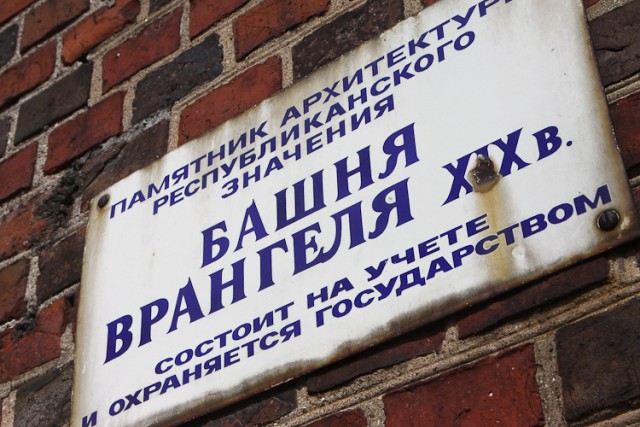 ПАМЯТНИК АРХИТЕКТУРЫ
РЕСПУБЛИКАНСКОГО
ЗНАЧЕНИЯ
БАШНЯ
ВРАНГЕЛЯ XIX В.
СОСТОИТ НА УЧЕТЕ
И ОХРАНЯЕТСЯ ГОСУДАРСТВОМ